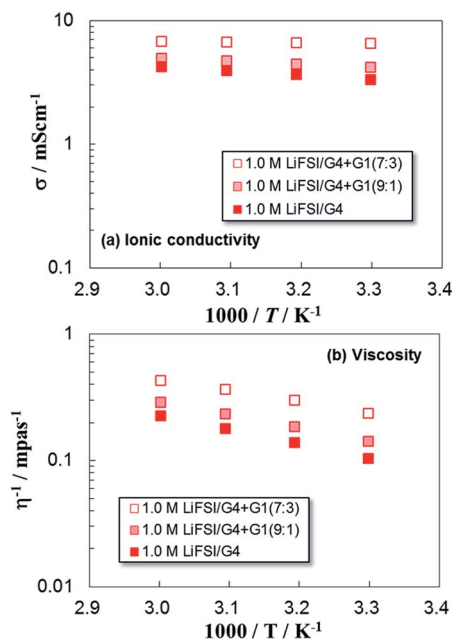 10
1
0.1
σ / mScm-1
1.0 M LiFSI/G4+G1(7:3)
1.0 M LiFSI/G4+G1(9:1)
1.0 M LiFSI/G4
(a) Ionic conductivity
2.9 3.0 3.1 3.2 3.3 3.4
1000 / T / K-1
1
0.1
0.01
η-1 / mpas-1
(b) Viscosity
1.0 M LiFSI/G4+G1(7:3)
1.0 M LiFSI/G4+G1(9:1)
1.0 M LiFSI/G4
2.9 3.0 3.1 3.2 3.3 3.4
1000 / T / K-1